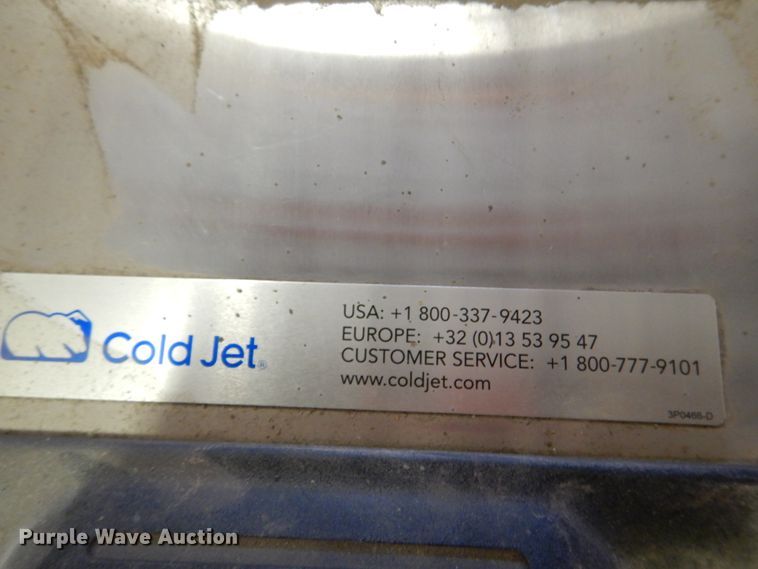 Cold Jet®
USA: +1 800-337-9423
EUROPE: +32 (0)13 53 95 47
CUSTOMER SERVICE: +1 800-777-9101
www.coldjet.com
3P0466-D
Purple Wave Auction